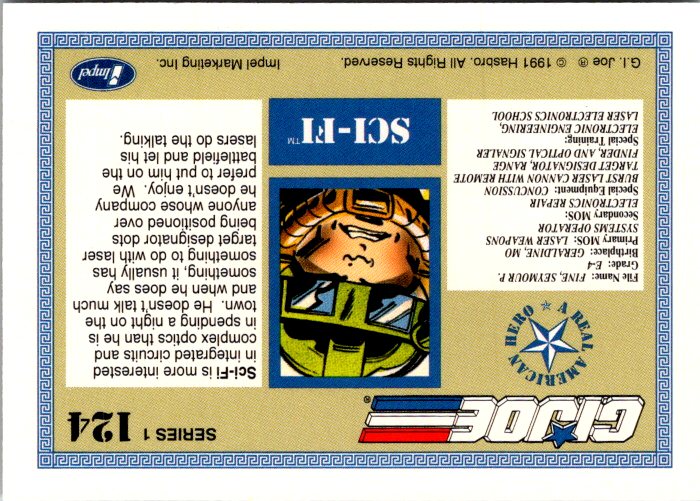 G.I. JOE ®
SERIES 1 124
A REAL AMERICAN HERO
File Name: FINE, SEYMOUR P.
Grade: E-4
Birthplace: GERALDINE, MO
Primary MOS: LASER WEAPONS
SYSTEMS OPERATOR
Secondary MOS:
ELECTRONICS REPAIR
Special Equipment: CONCUSSION
BURST LASER CANNON WITH REMOTE
TARGET DESIGNATOR, RANGE
FINDER, AND OPTICAL SIGNALER
Special Training:
ELECTRONIC ENGINEERING,
LASER ELECTRONICS SCHOOL
SCI-FI™
Sci-Fi is more interested
in integrated circuits and
complex optics than he is
in spending a night on the
town. He doesn't talk much
and when he does say
something, it usually has
something to do with laser
target designator dots
being positioned over
anyone whose company
he doesn't enjoy. We
prefer to put him on the
battlefield and let his
lasers do the talking.
G.I. Joe ® © 1991 Hasbro. All Rights Reserved. Impel Marketing Inc.
Impel